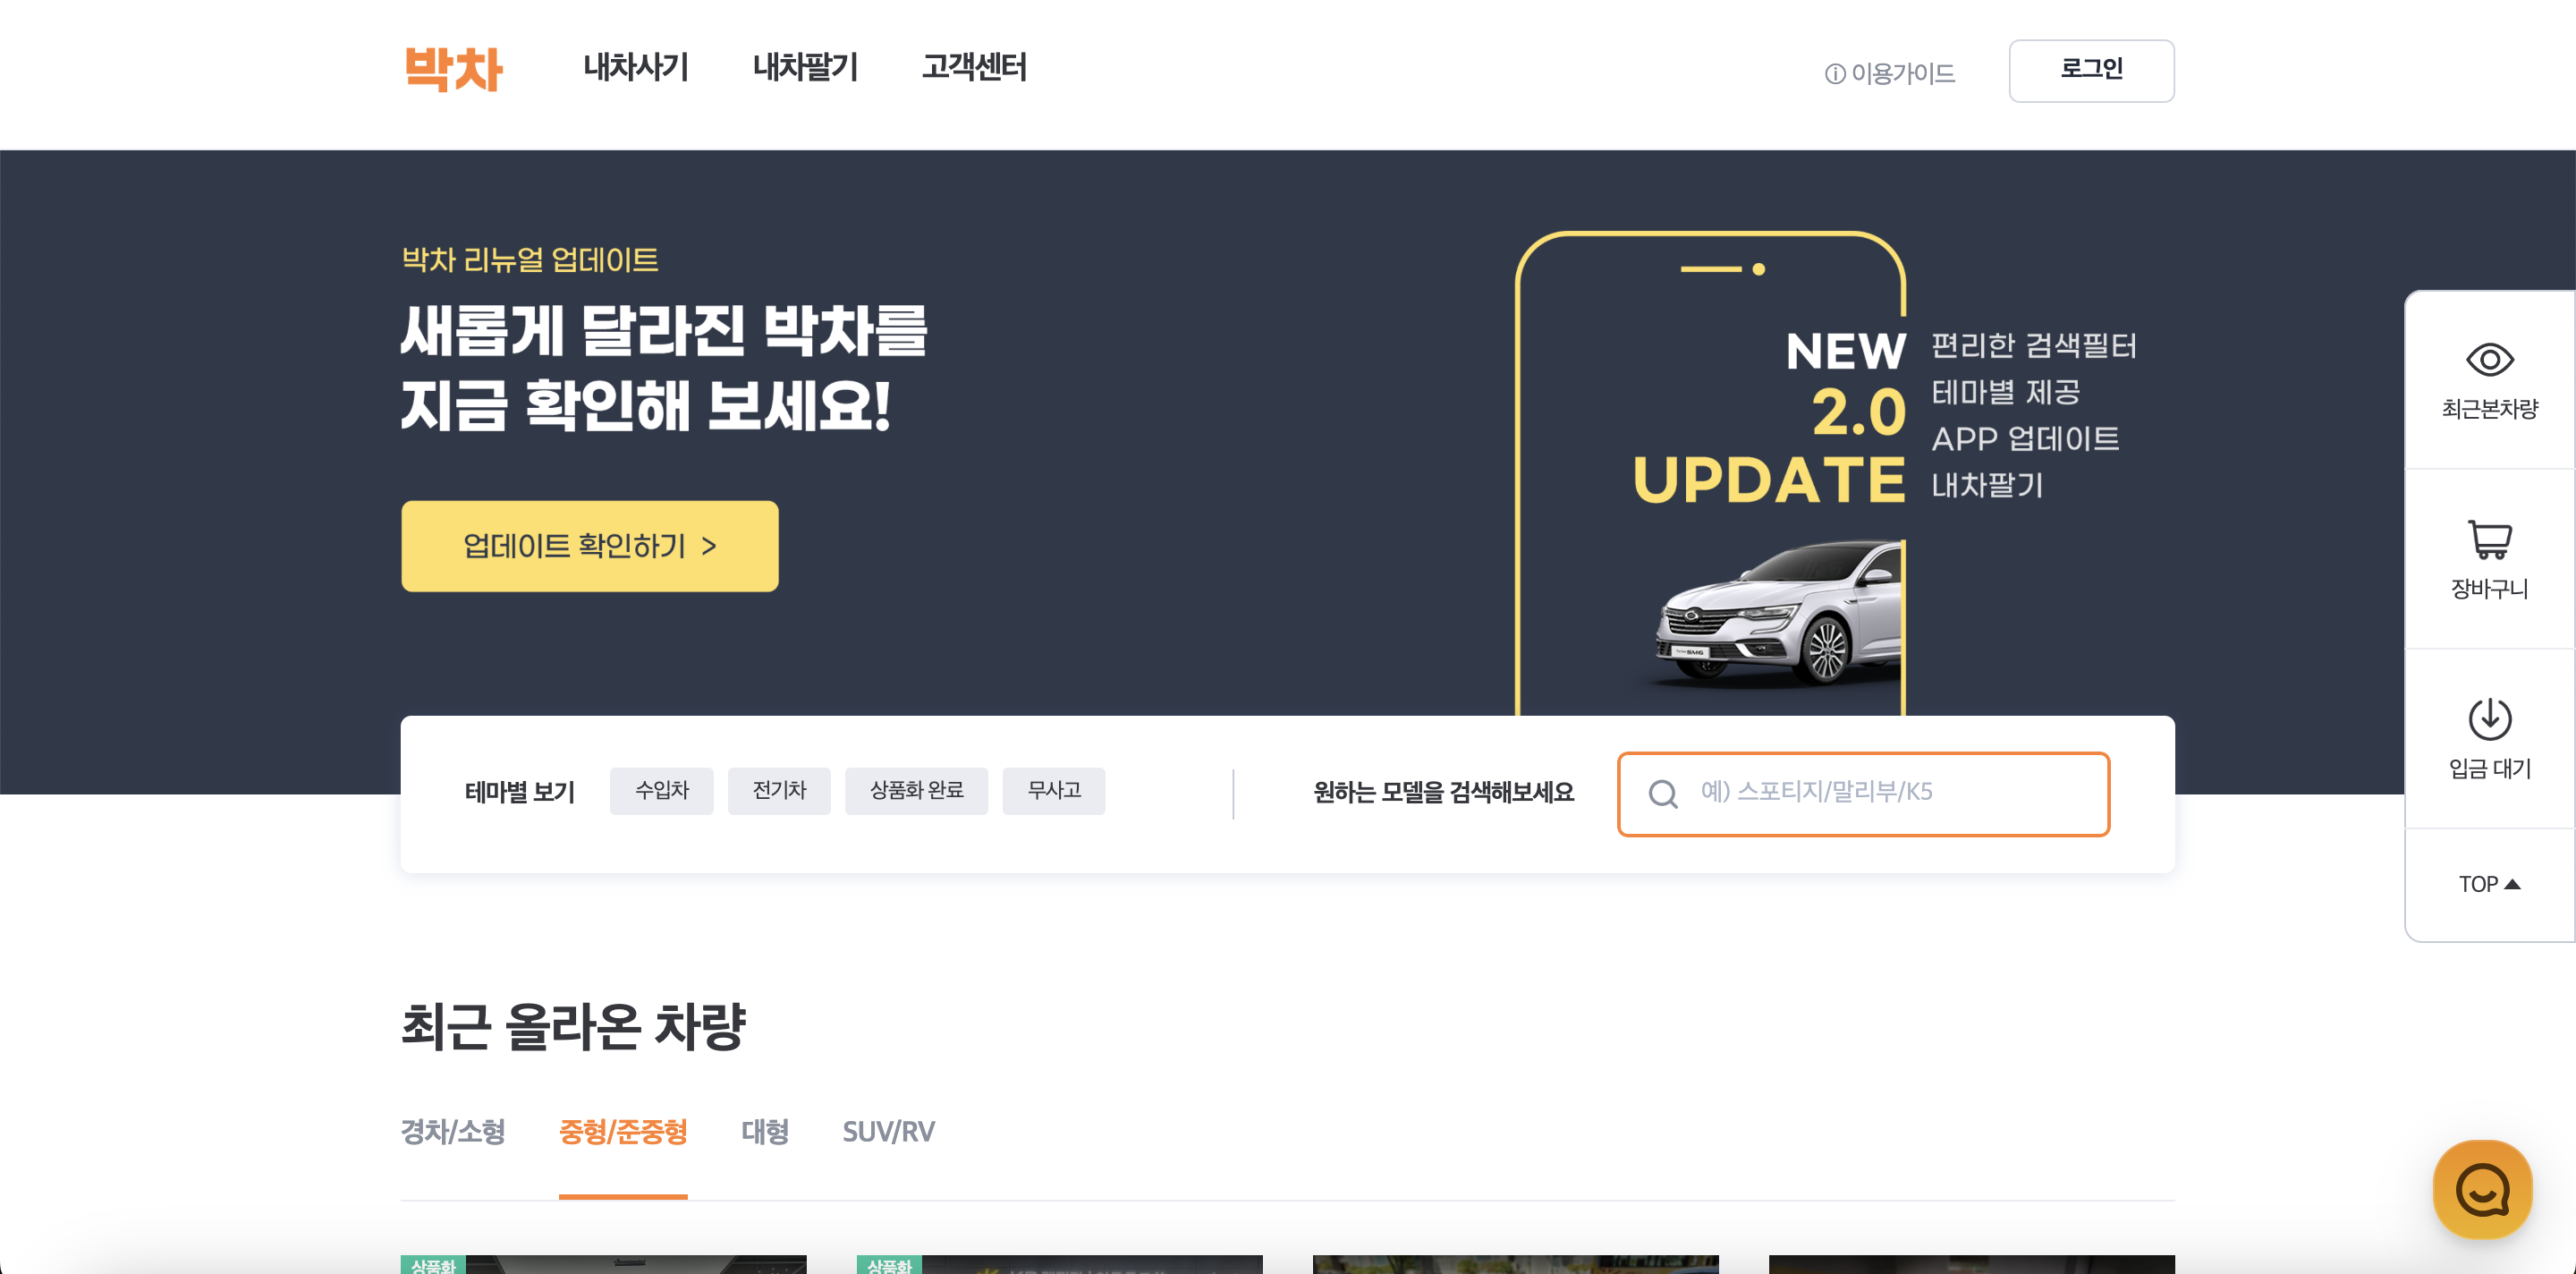 박차
내차사기
내차팔기
고객센터
이용가이드
로그인
박차 리뉴얼 업데이트
새롭게 달라진 박차를
지금 확인해 보세요!
업데이트 확인하기 >
NEW
2.0
UPDATE
편리한 검색필터
테마별 제공
APP 업데이트
내차팔기
SM6
최근본차량
장바구니
입금 대기
TOP
테마별 보기
수입차
전기차
상품화 완료
무사고
원하는 모델을 검색해보세요
예) 스포티지/말리부/K5
최근 올라온 차량
경차/소형
중형/준중형
대형
SUV/RV
상품화
상품화